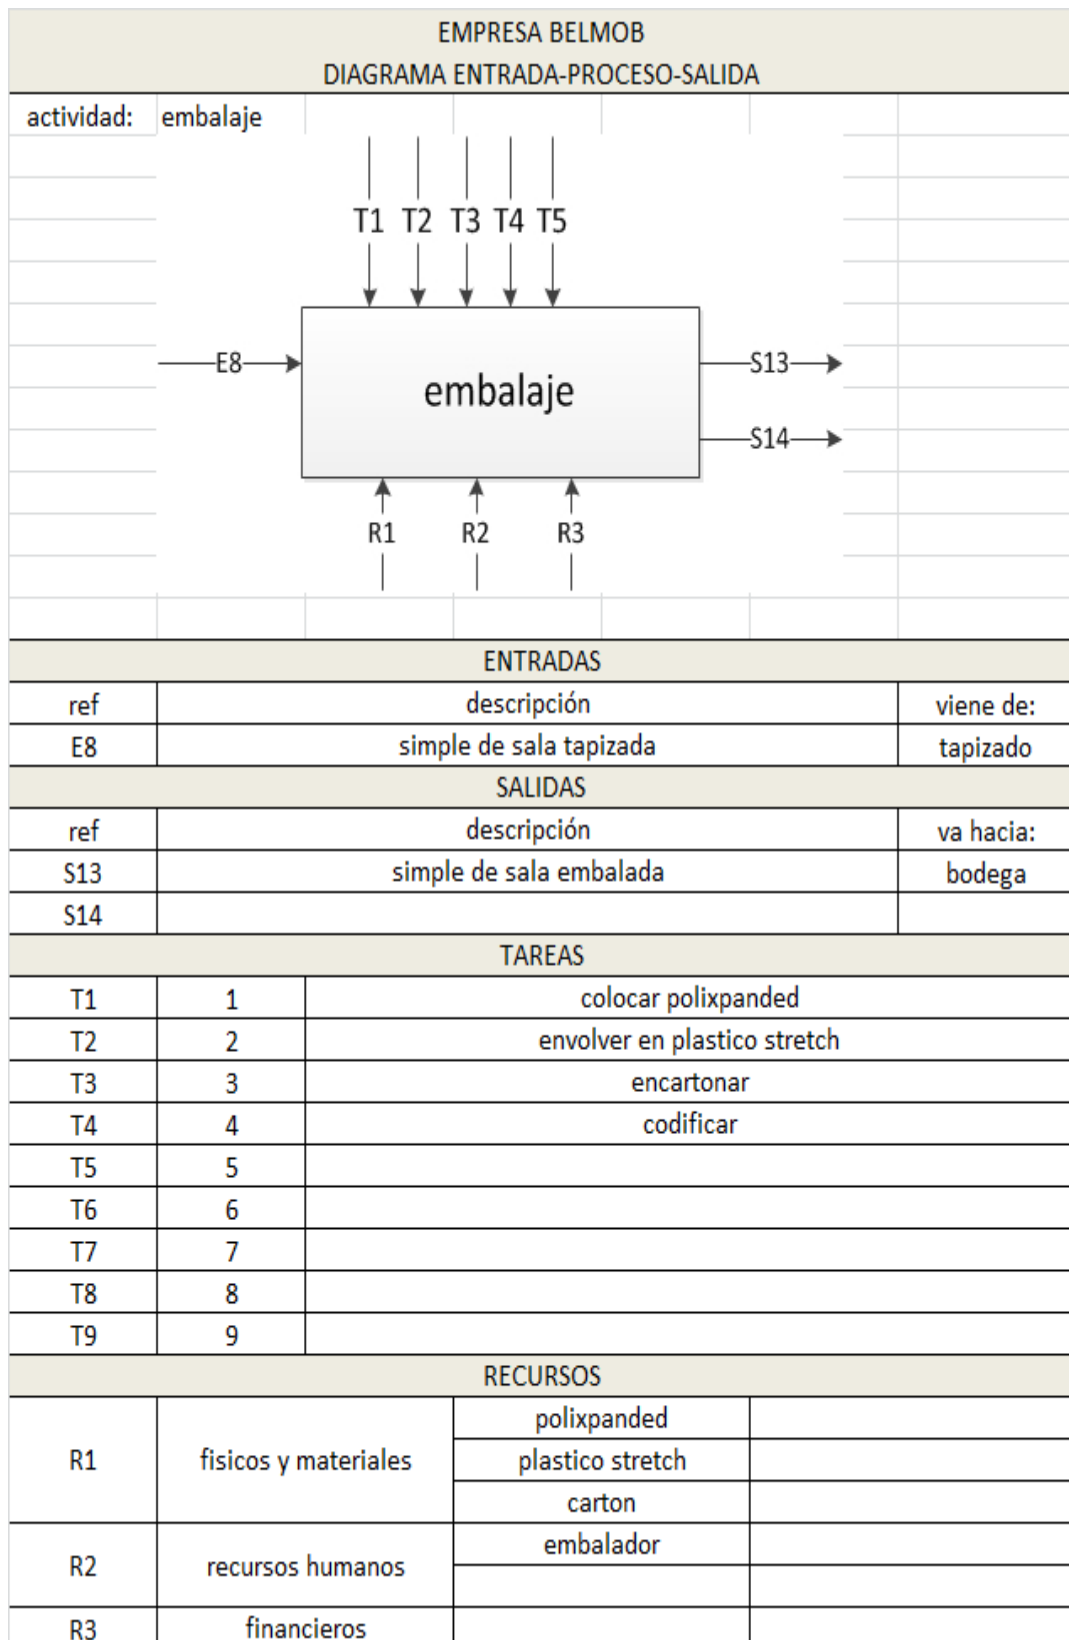 EMPRESA BELMOB
DIAGRAMA ENTRADA-PROCESO-SALIDA
actividad: embalaje
T1 T2 T3 T4 T5
E8
embalaje
S13
S14
R1 R2 R3
ENTRADAS
ref descripción viene de:
E8 simple de sala tapizada tapizado
SALIDAS
ref descripción va hacia:
S13 simple de sala embalada bodega
S14
TAREAS
T1 1 colocar polixpanded
T2 2 envolver en plastico stretch
T3 3 encartonar
T4 4 codificar
T5 5
T6 6
T7 7
T8 8
T9 9
RECURSOS
R1 fisicos y materiales polixpanded
plastico stretch
carton
R2 recursos humanos embalador
R3 financieros